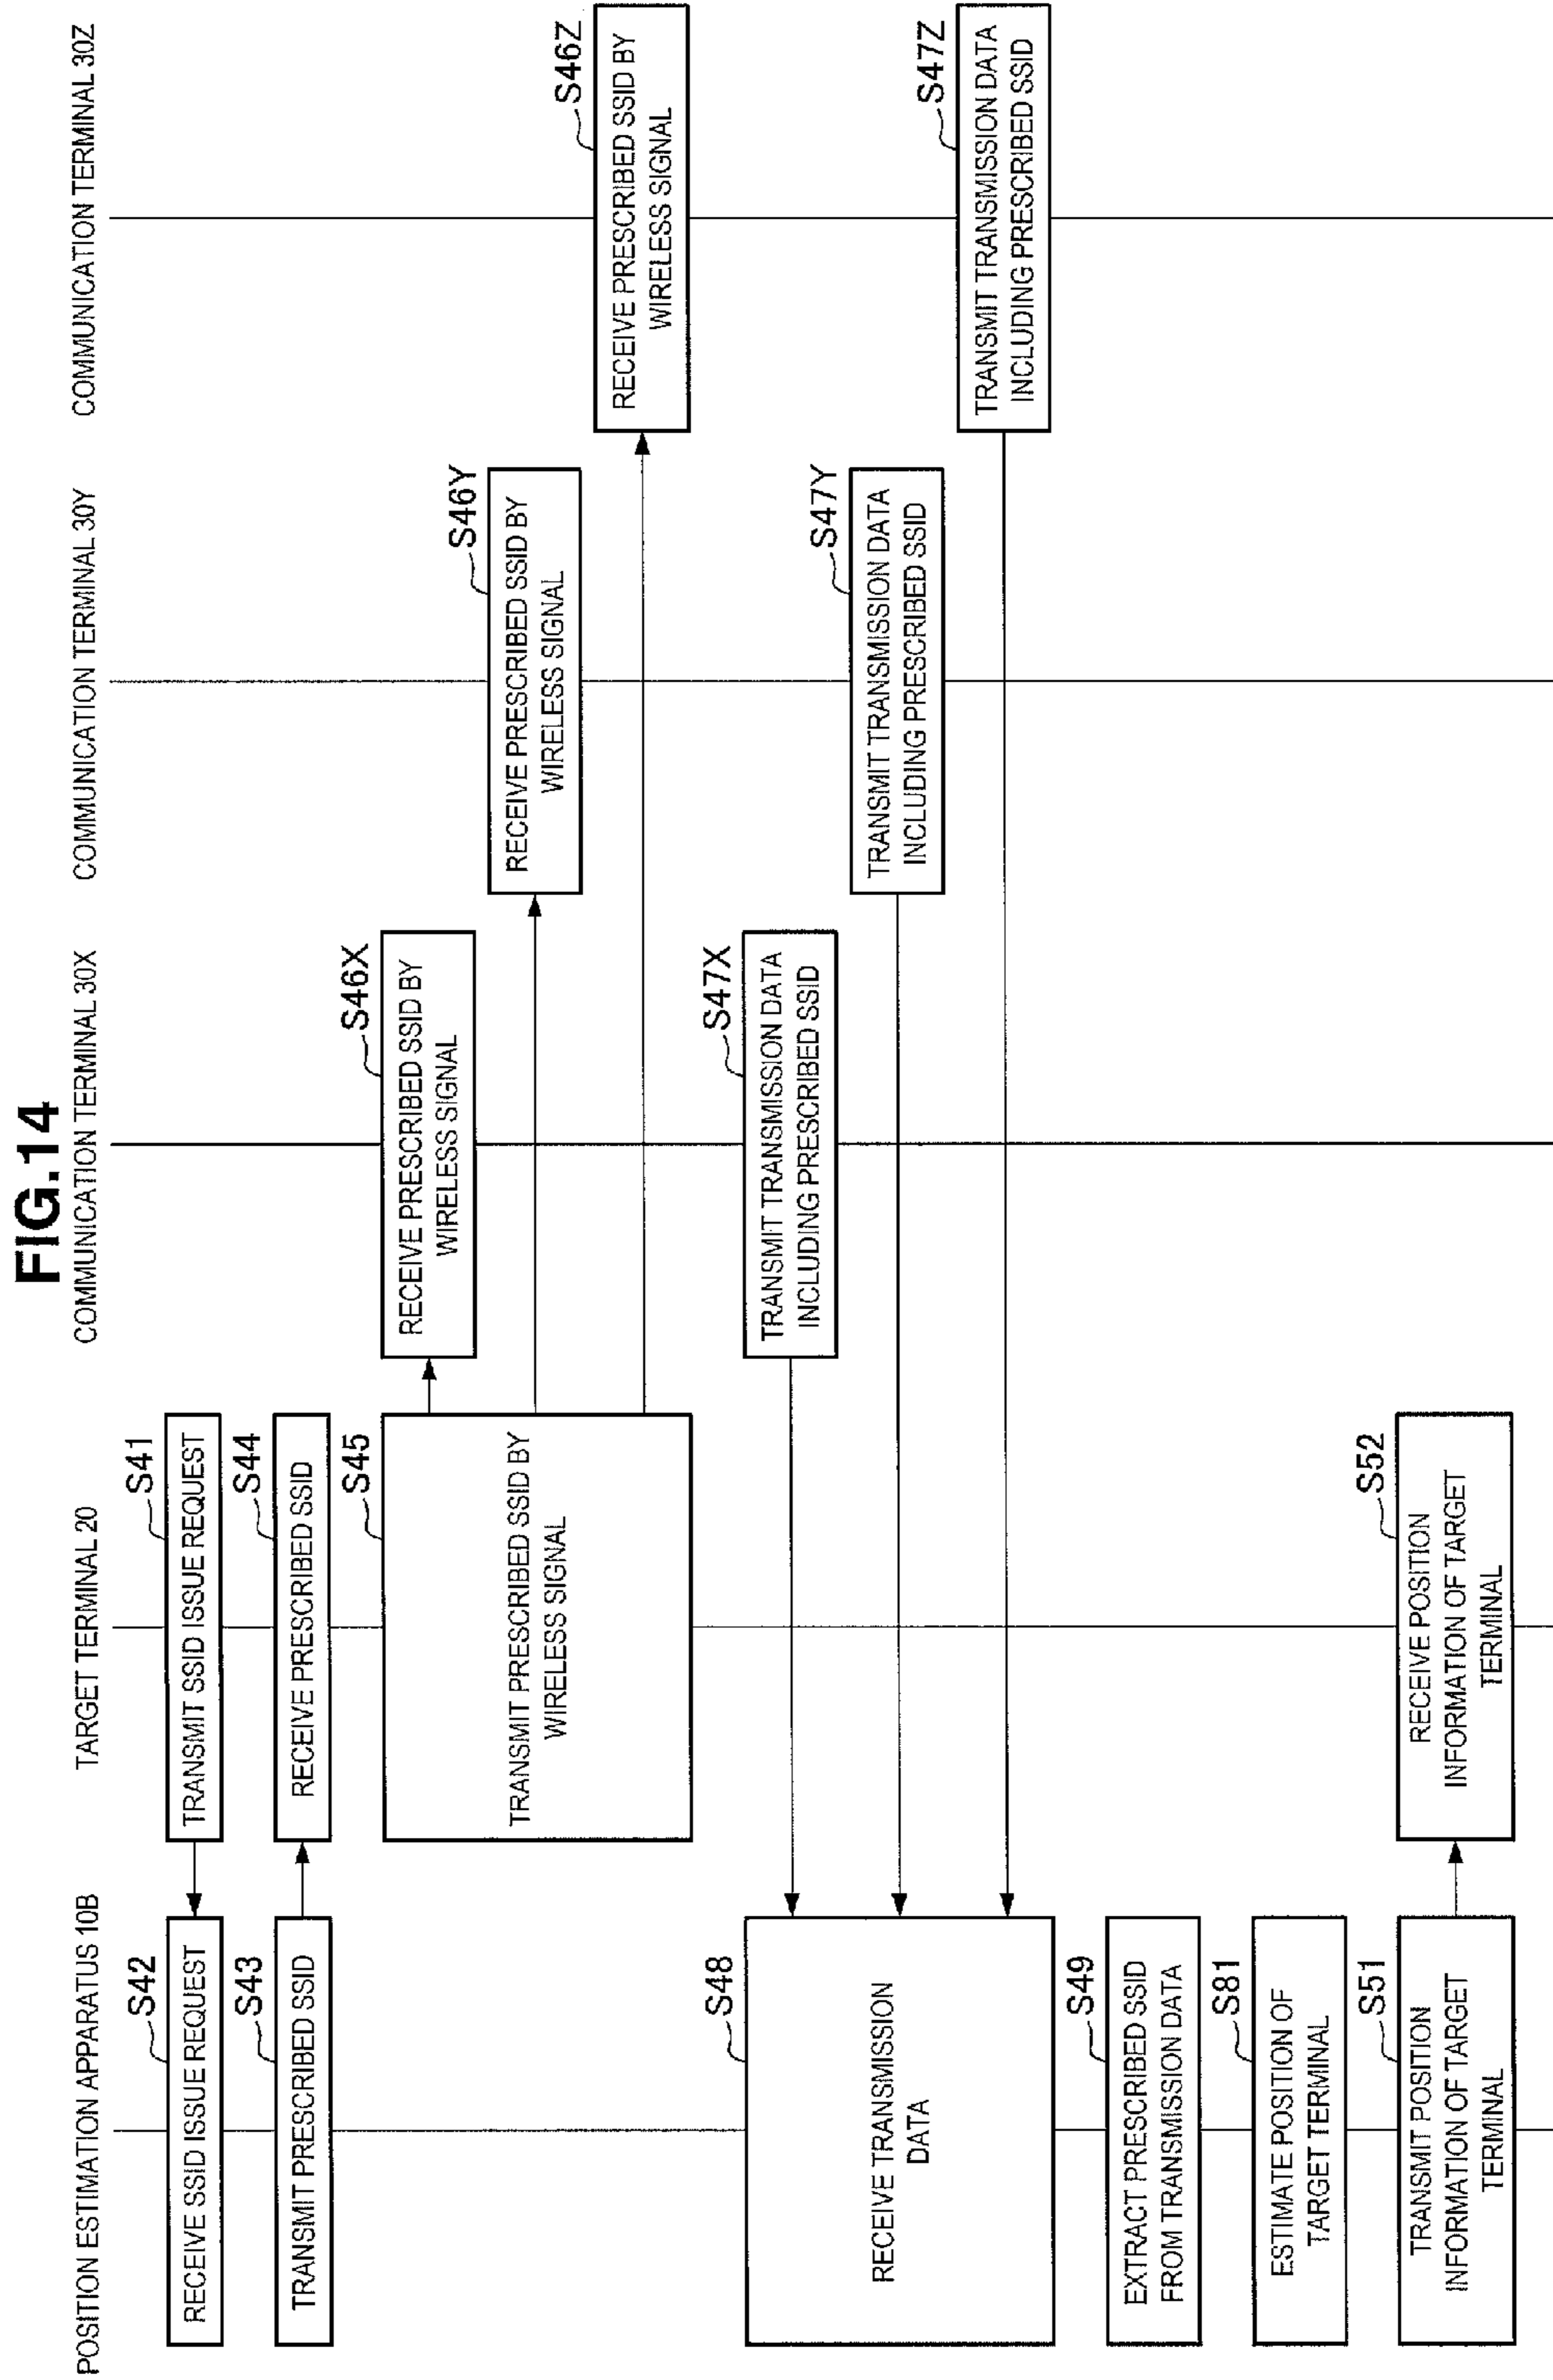 FIG.14
POSITION ESTIMATION APPARATUS 10B
TARGET TERMINAL 20
COMMUNICATION TERMINAL 30X
COMMUNICATION TERMINAL 30Y
COMMUNICATION TERMINAL 30Z
S41
TRANSMIT SSID ISSUE REQUEST
S42
RECEIVE SSID ISSUE REQUEST
S43
TRANSMIT PRESCRIBED SSID
S44
RECEIVE PRESCRIBED SSID
S45
TRANSMIT PRESCRIBED SSID BY
WIRELESS SIGNAL
S46X
RECEIVE PRESCRIBED SSID BY
WIRELESS SIGNAL
S46Y
RECEIVE PRESCRIBED SSID BY
WIRELESS SIGNAL
S46Z
RECEIVE PRESCRIBED SSID BY
WIRELESS SIGNAL
S47X
TRANSMIT TRANSMISSION DATA
INCLUDING PRESCRIBED SSID
S47Y
TRANSMIT TRANSMISSION DATA
INCLUDING PRESCRIBED SSID
S47Z
TRANSMIT TRANSMISSION DATA
INCLUDING PRESCRIBED SSID
S48
RECEIVE TRANSMISSION
DATA
S49
EXTRACT PRESCRIBED SSID
FROM TRANSMISSION DATA
S81
ESTIMATE POSITION OF
TARGET TERMINAL
S51
TRANSMIT POSITION
INFORMATION OF TARGET
TERMINAL
S52
RECEIVE POSITION
INFORMATION OF TARGET
TERMINAL